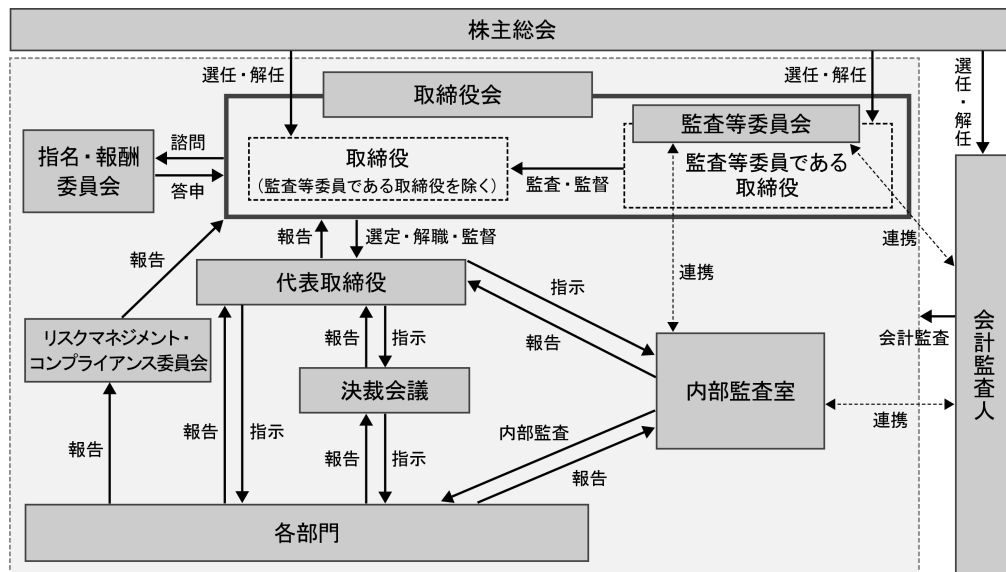 株主総会
選任・解任
選任・解任
選任・解任
取締役会
監査等委員会
指名・報酬
委員会
諮問
答申
取締役
（監査等委員である取締役を除く）
監査・監督
監査等委員である
取締役
報告
選定・解職・監督
報告
連携
連携
代表取締役
指示
報告
リスクマネジメント・
コンプライアンス委員会
報告
指示
決裁会議
内部監査室
会計監査
会計監査人
連携
報告
報告
指示
報告
指示
内部監査
報告
各部門